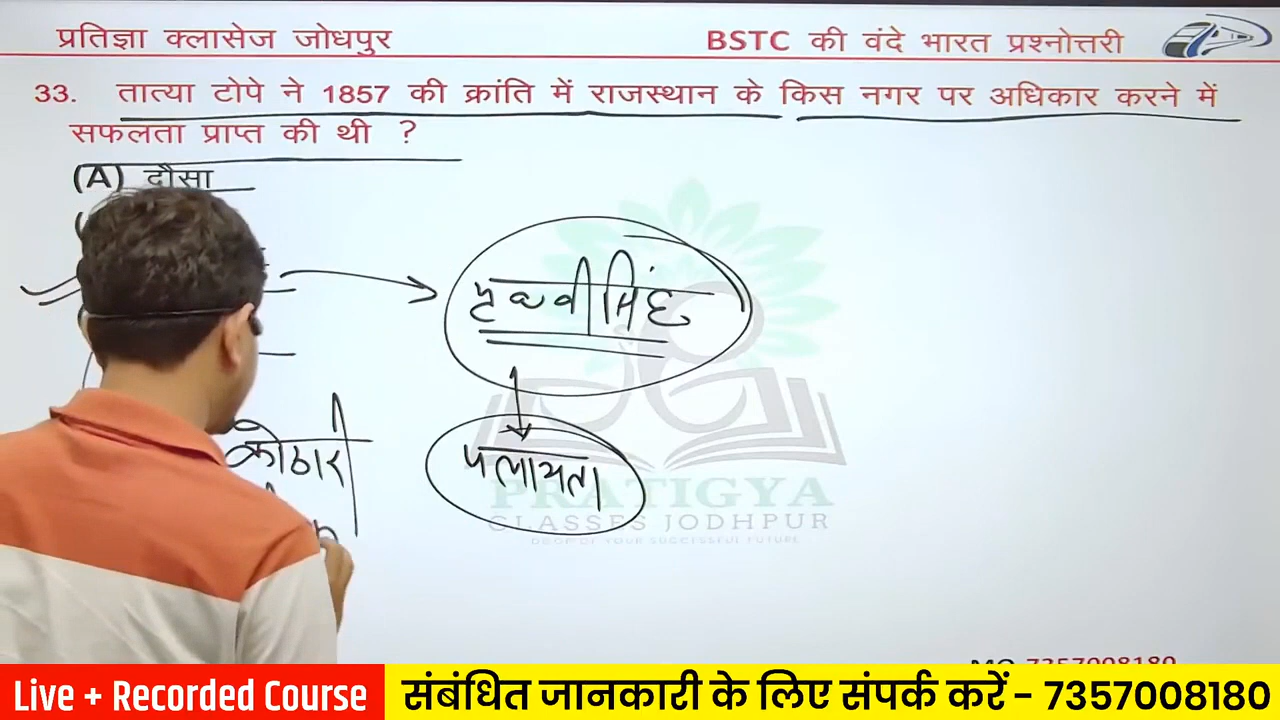 प्रतिज्ञा क्लासेज जोधपुर
BSTC की वंदे भारत प्रश्नोत्तरी
33. तात्या टोपे ने 1857 की क्रांति में राजस्थान के किस नगर पर अधिकार करने में
सफलता प्राप्त की थी ?
(A) दौसा
पृथ्वीसिंह
कोठारी
पलायता
PRATIGYA
CLASSES JODHPUR
Live + Recorded Course
संबंधित जानकारी के लिए संपर्क करें - 7357008180